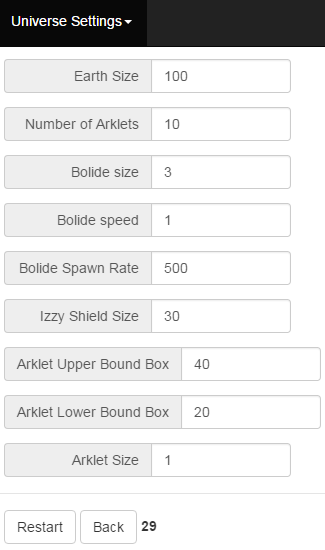 Universe Settings
Earth Size 100
Number of Arklets 10
Bolide size 3
Bolide speed 1
Bolide Spawn Rate 500
Izzy Shield Size 30
Arklet Upper Bound Box 40
Arklet Lower Bound Box 20
Arklet Size 1
Restart Back 29